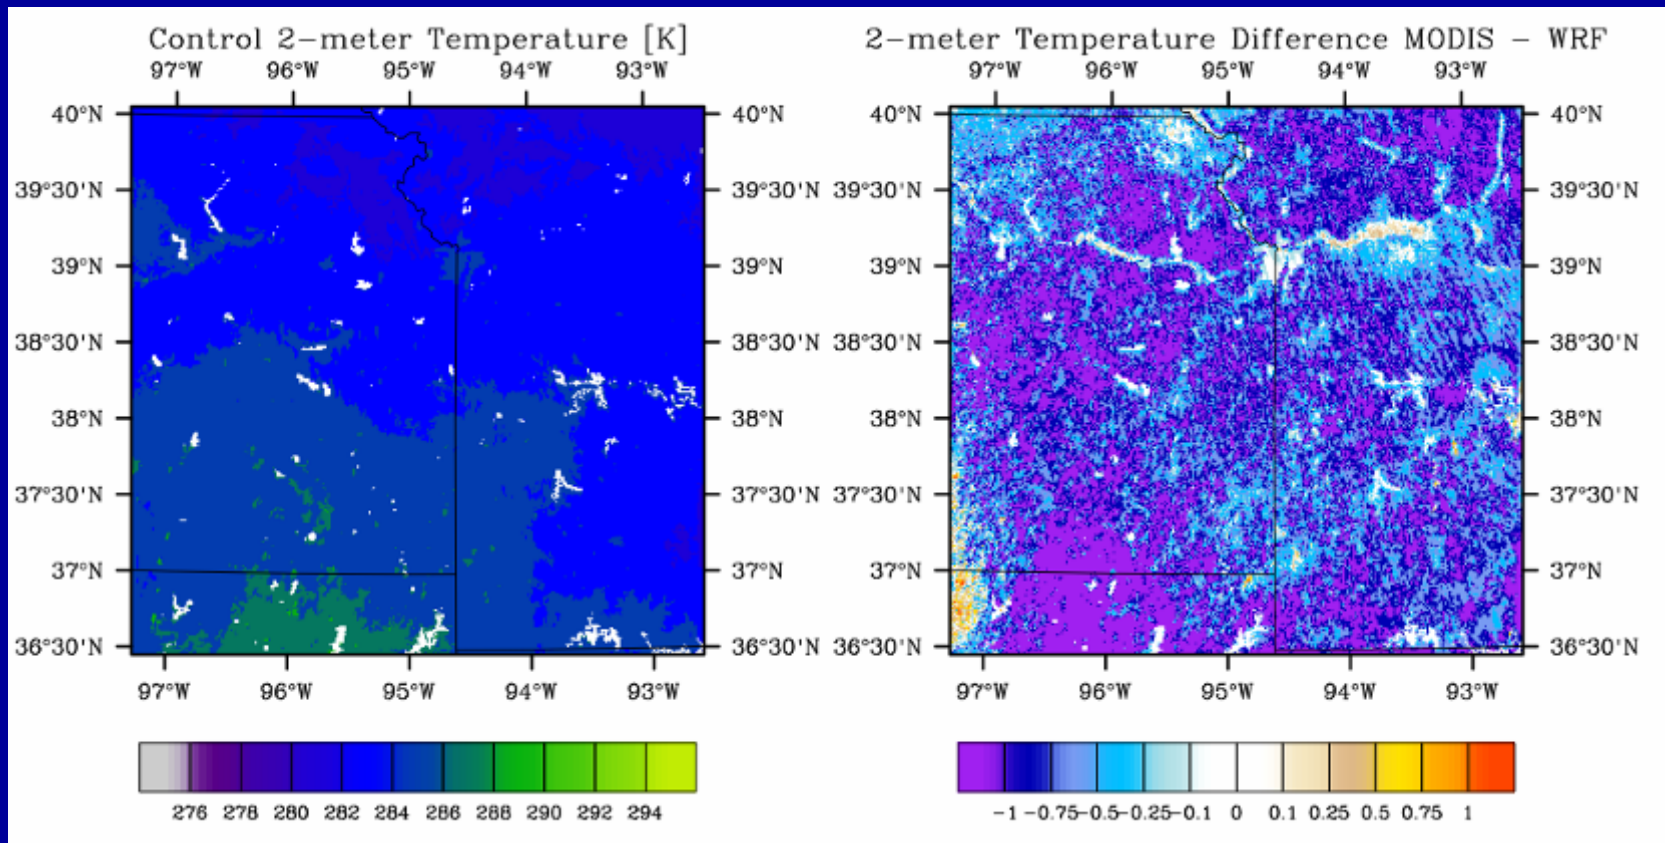 Control 2-meter Temperature [K]
97°W 96°W 95°W 94°W 93°W
40°N 40°N
39°30'N 39°30'N
39°N 39°N
38°30'N 38°30'N
38°N 38°N
37°30'N 37°30'N
37°N 37°N
36°30'N 36°30'N
97°W 96°W 95°W 94°W 93°W
276 278 280 282 284 286 288 290 292 294
2-meter Temperature Difference MODIS - WRF
97°W 96°W 95°W 94°W 93°W
40°N 40°N
39°30'N 39°30'N
39°N 39°N
38°30'N 38°30'N
38°N 38°N
37°30'N 37°30'N
37°N 37°N
36°30'N 36°30'N
97°W 96°W 95°W 94°W 93°W
-1 -0.75 -0.5 -0.25 -0.1 0 0.1 0.25 0.5 0.75 1